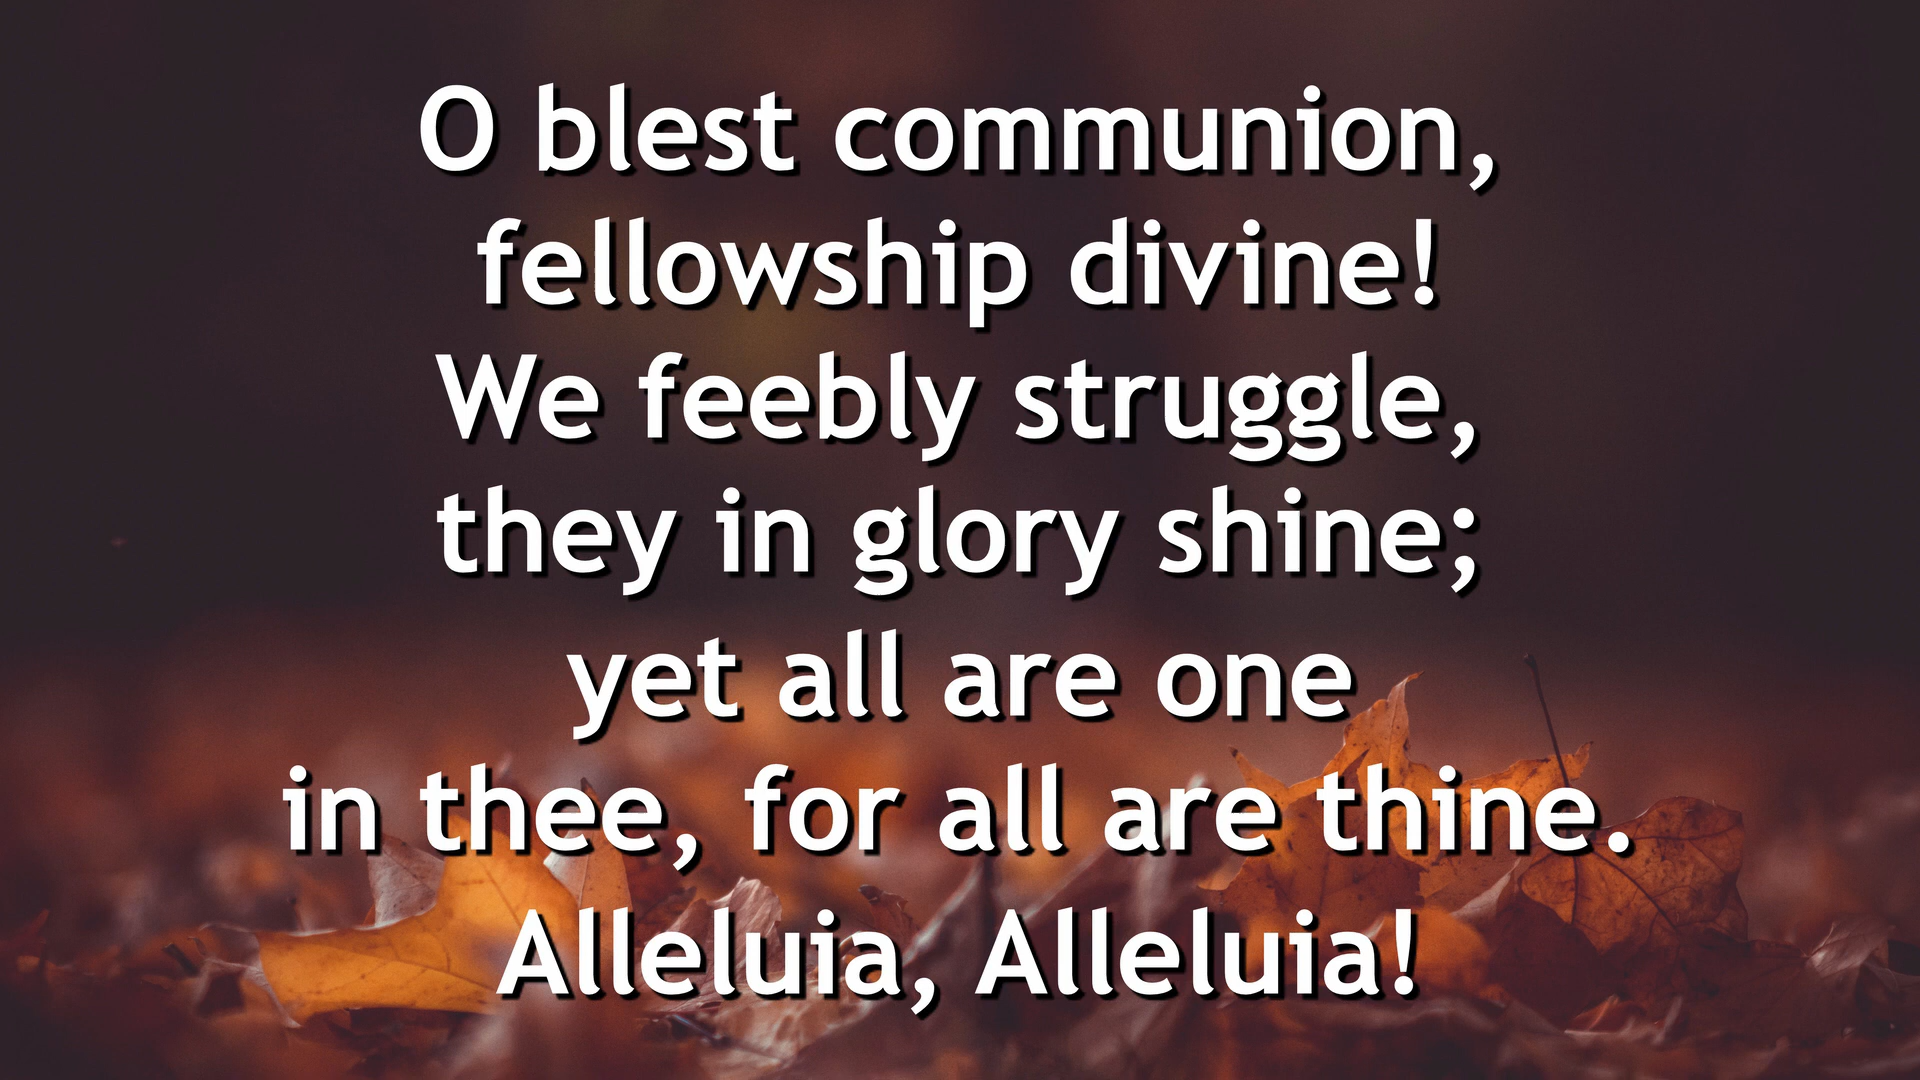 O blest communion,
fellowship divine!
We feebly struggle,
they in glory shine;
yet all are one
in thee, for all are thine.
Alleluia, Alleluia!